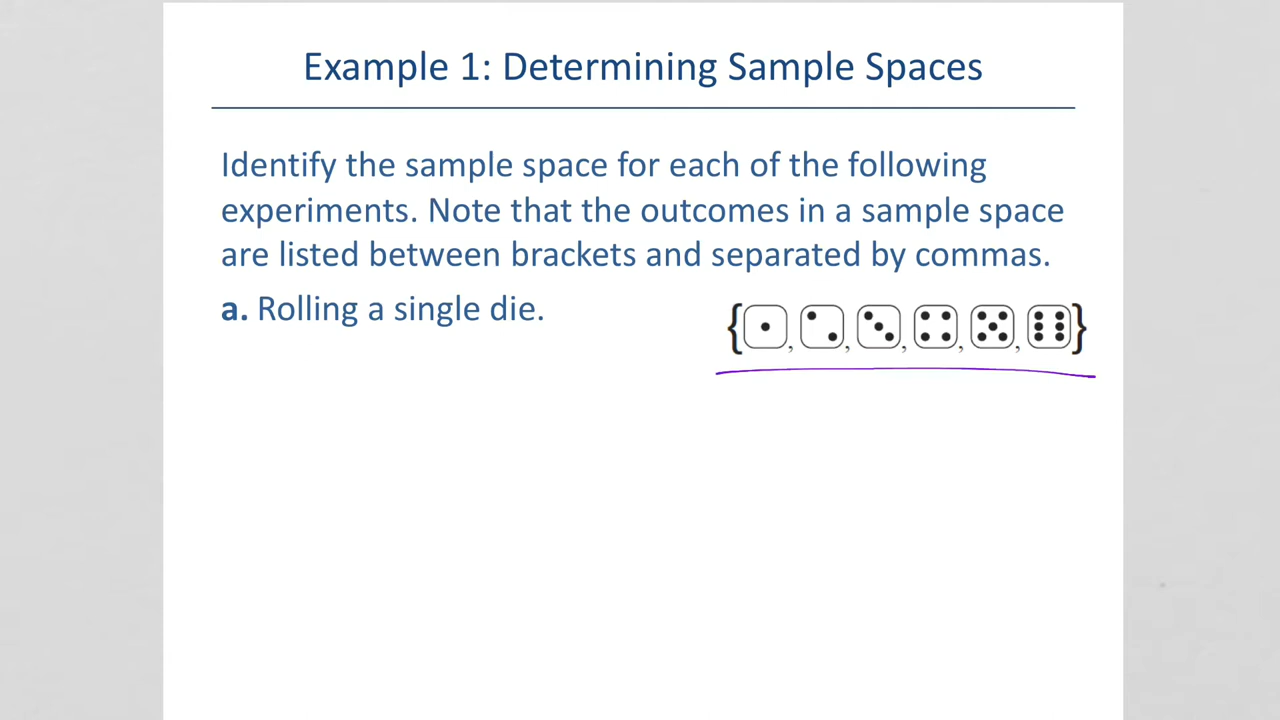 Example 1: Determining Sample Spaces
Identify the sample space for each of the following
experiments. Note that the outcomes in a sample space
are listed between brackets and separated by commas.
a. Rolling a single die.
{ , , , , , }